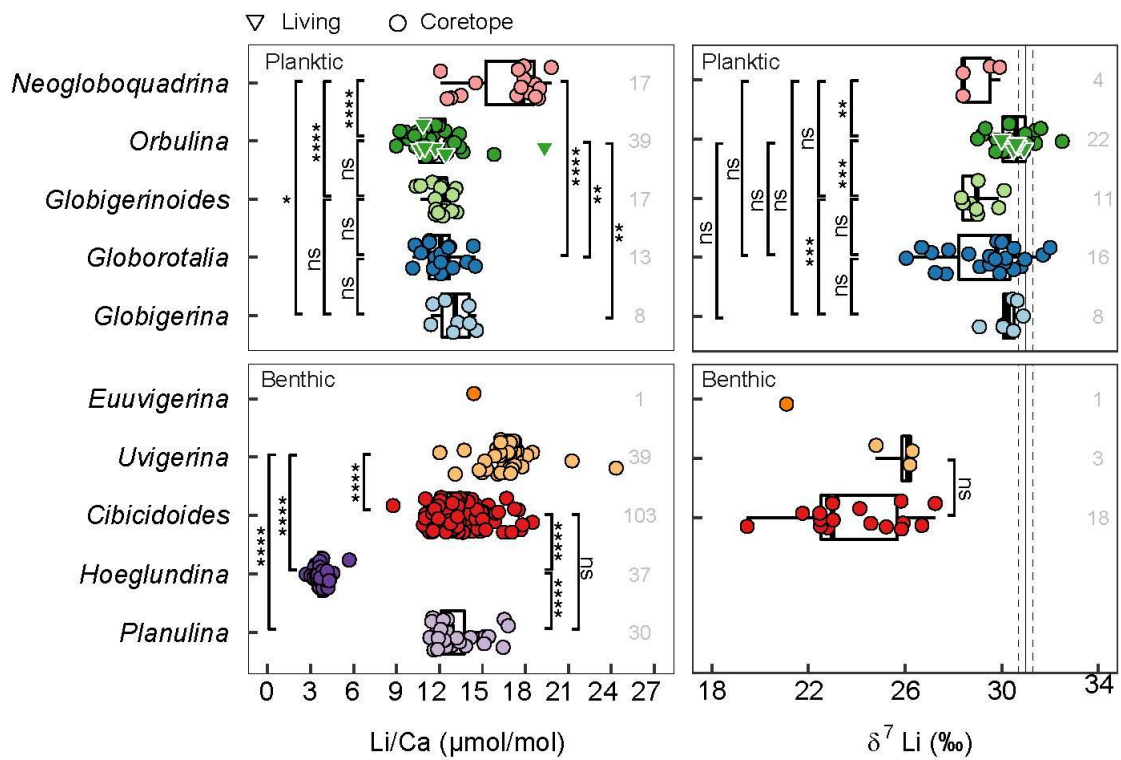 Living Coretope
Planktic Planktic
Neogloboquadrina 17 4
Orbulina 39 22
Globigerinoides 17 11
Globorotalia 13 16
Globigerina 8 8
**** **** * ns ns ns ns **** ** **
ns ns ns ns *** ns ns ** *** ns ns
Benthic Benthic
Euuvigerina 1 1
Uvigerina 39 3
Cibicidoides 103 18
Hoeglundina 37
Planulina 30
**** **** **** **** **** ns ns
0 3 6 9 12 15 18 21 24 27 18 22 26 30 34
Li/Ca (μmol/mol) δ⁷ Li (‰)